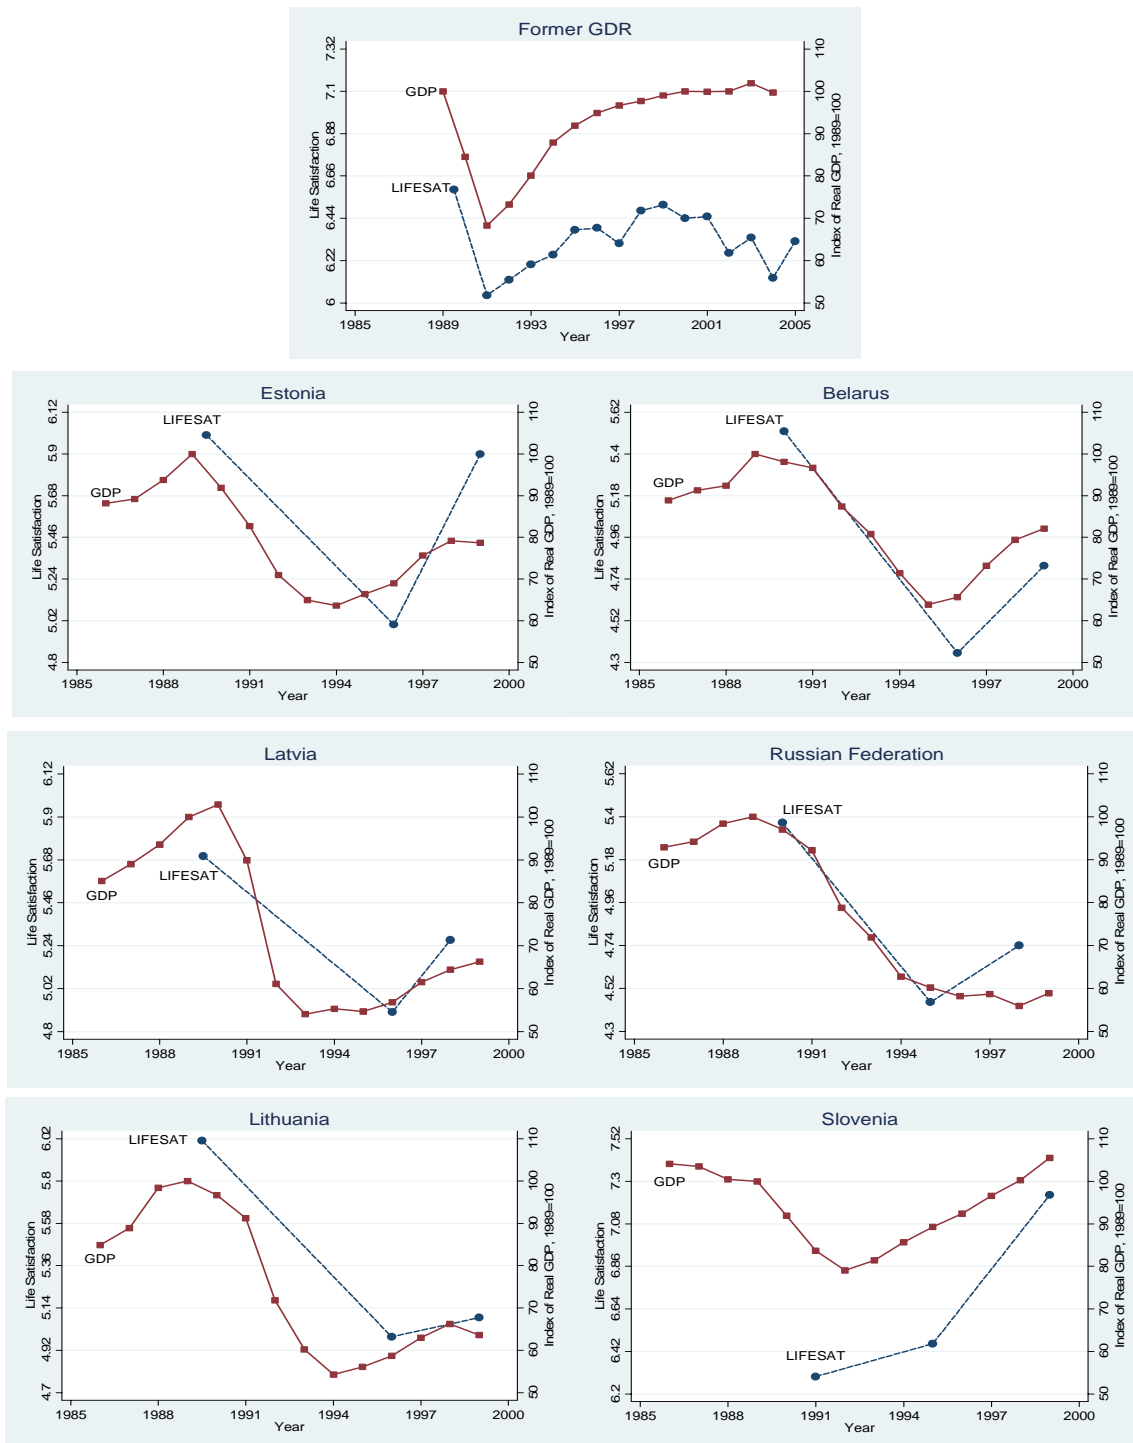 Former GDR
Life Satisfaction
7.32
7.1
6.88
6.66
6.44
6.22
6
GDP
LIFESAT
110
100
90
80
70
60
50
Index of Real GDP, 1989=100
1985 1989 1993 1997 2001 2005
Year
Estonia
Life Satisfaction
6.12
5.9
5.68
5.46
5.24
5.02
4.8
LIFESAT
GDP
110
100
90
80
70
60
50
Index of Real GDP, 1989=100
1985 1988 1991 1994 1997 2000
Year
Belarus
Life Satisfaction
5.62
5.4
5.18
4.96
4.74
4.52
4.3
LIFESAT
GDP
110
100
90
80
70
60
50
Index of Real GDP, 1989=100
1985 1988 1991 1994 1997 2000
Year
Latvia
Life Satisfaction
6.12
5.9
5.68
5.46
5.24
5.02
4.8
LIFESAT
GDP
110
100
90
80
70
60
50
Index of Real GDP, 1989=100
1985 1988 1991 1994 1997 2000
Year
Russian Federation
Life Satisfaction
5.62
5.4
5.18
4.96
4.74
4.52
4.3
LIFESAT
GDP
110
100
90
80
70
60
50
Index of Real GDP, 1989=100
1985 1988 1991 1994 1997 2000
Year
Lithuania
Life Satisfaction
6.02
5.8
5.58
5.36
5.14
4.92
4.7
LIFESAT
GDP
110
100
90
80
70
60
50
Index of Real GDP, 1989=100
1985 1988 1991 1994 1997 2000
Year
Slovenia
Life Satisfaction
7.52
7.3
7.08
6.86
6.64
6.42
6.2
GDP
LIFESAT
110
100
90
80
70
60
50
Index of Real GDP, 1989=100
1985 1988 1991 1994 1997 2000
Year